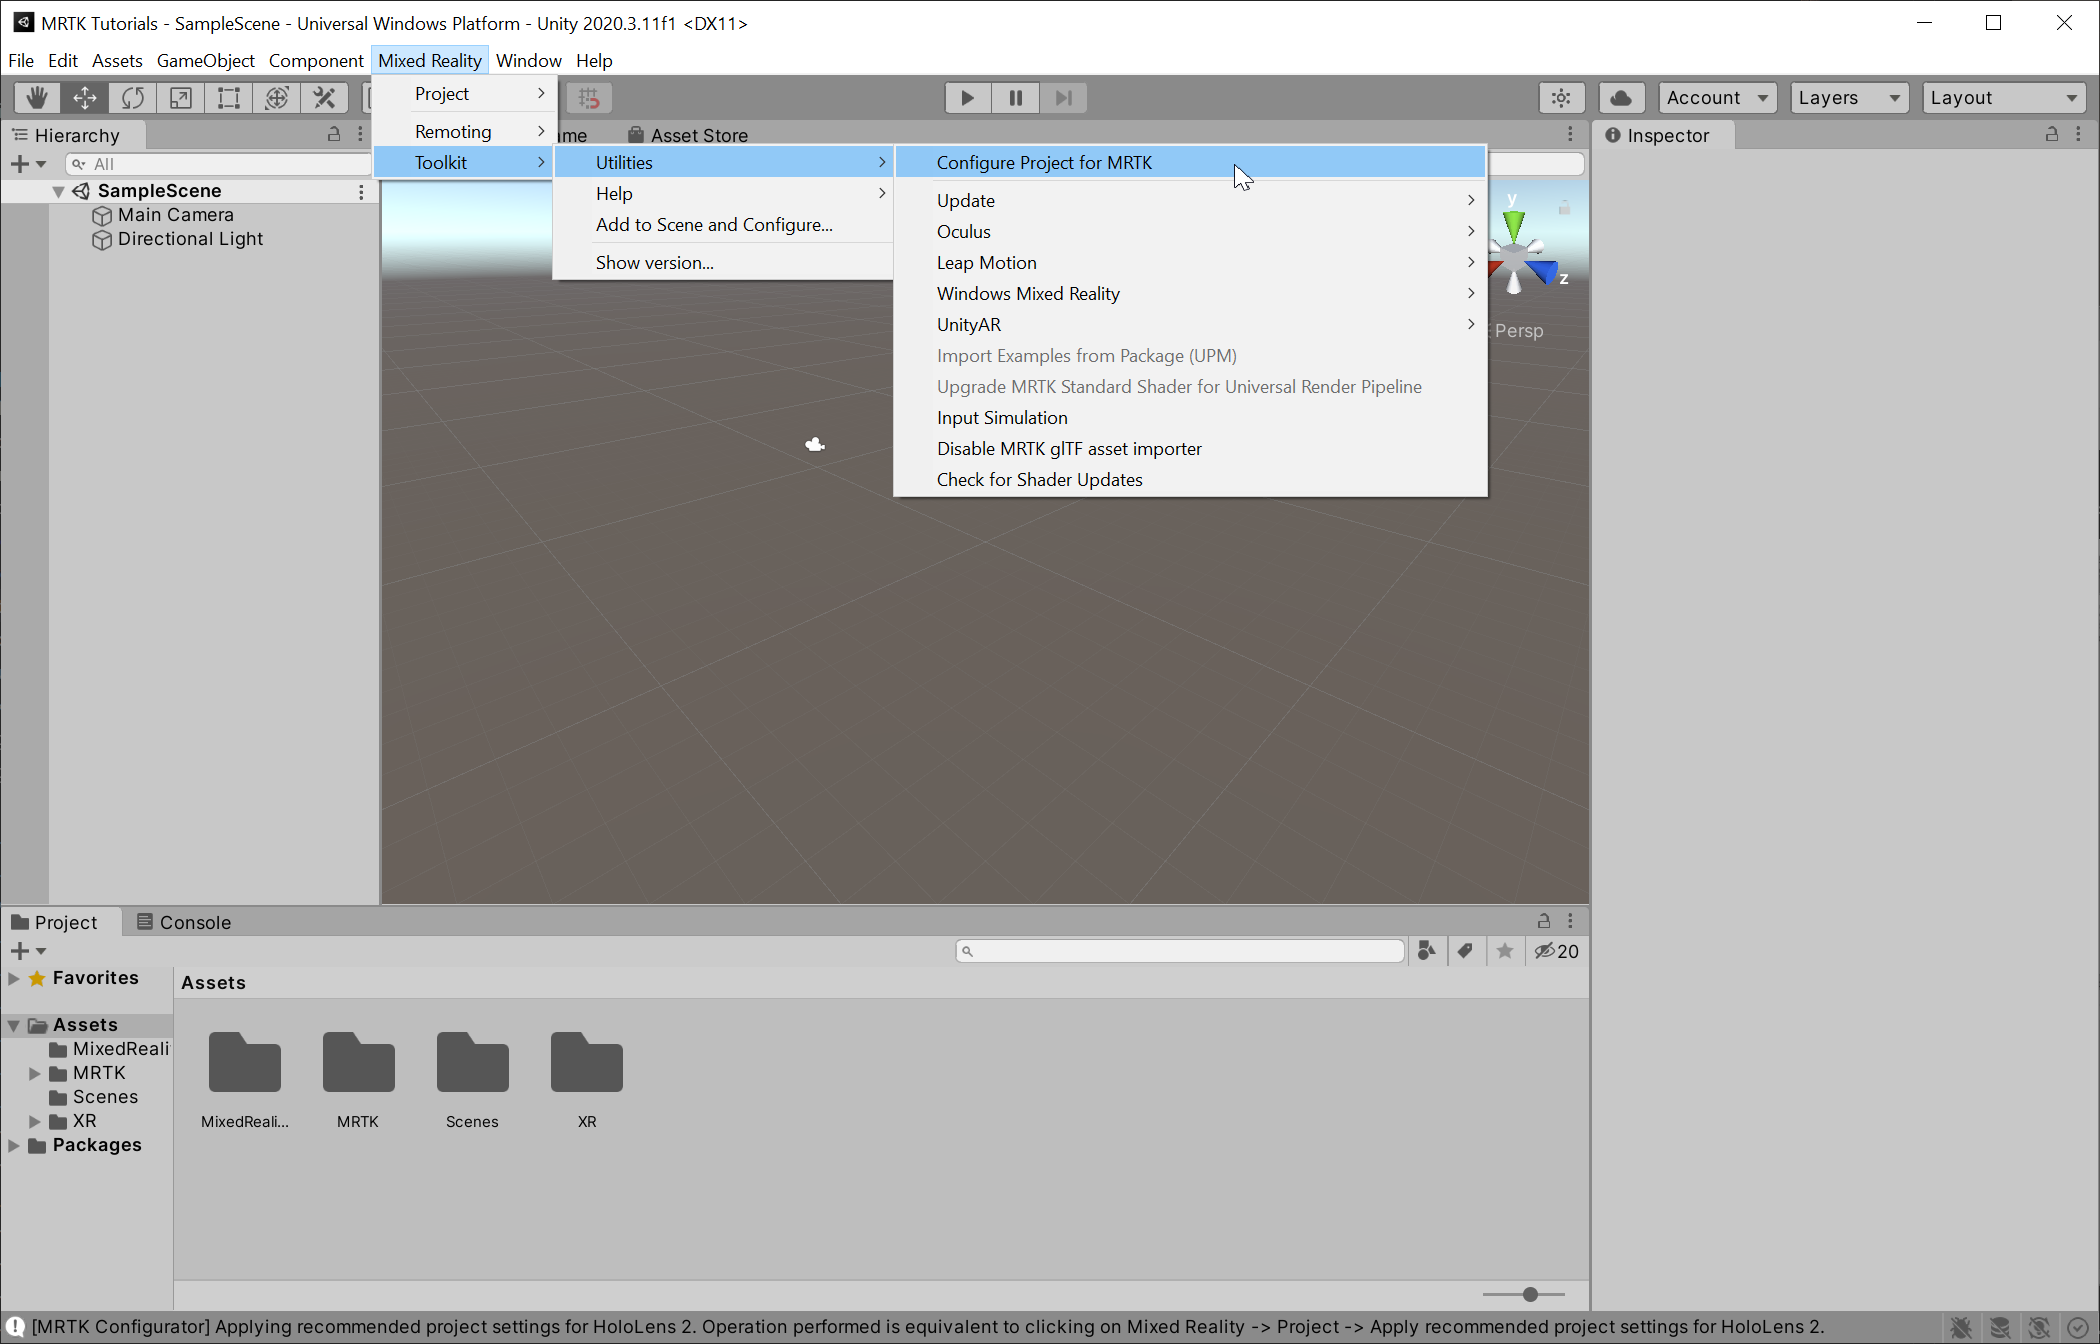 MRTK Tutorials - SampleScene - Universal Windows Platform - Unity 2020.3.11f1 <DX11>
File Edit Assets GameObject Component Mixed Reality Window Help
Account Layers Layout
Project
Remoting
Toolkit
Utilities
Help
Add to Scene and Configure...
Show version...
Configure Project for MRTK
Update
Oculus
Leap Motion
Windows Mixed Reality
UnityAR
Import Examples from Package (UPM)
Upgrade MRTK Standard Shader for Universal Render Pipeline
Input Simulation
Disable MRTK glTF asset importer
Check for Shader Updates
Hierarchy
All
SampleScene
Main Camera
Directional Light
me Asset Store
y
z
Persp
Inspector
Project Console
20
Favorites
Assets
MixedReali
MRTK
Scenes
XR
Packages
Assets
MixedReali... MRTK Scenes XR
[MRTK Configurator] Applying recommended project settings for HoloLens 2. Operation performed is equivalent to clicking on Mixed Reality -> Project -> Apply recommended project settings for HoloLens 2.